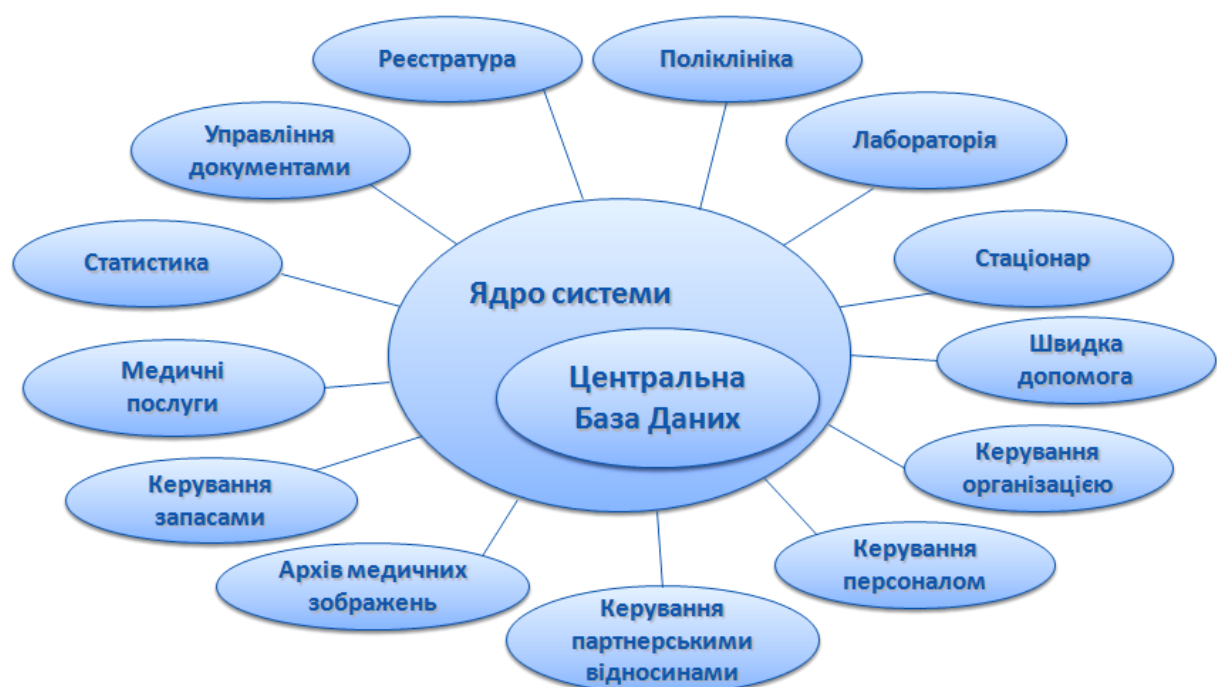 Реєстратура
Поліклініка
Управління
документами
Лабораторія
Статистика
Стаціонар
Ядро системи
Центральна
База Даних
Швидка
допомога
Медичні
послуги
Керування
організацією
Керування
запасами
Керування
персоналом
Архів медичних
зображень
Керування
партнерськими
відносинами